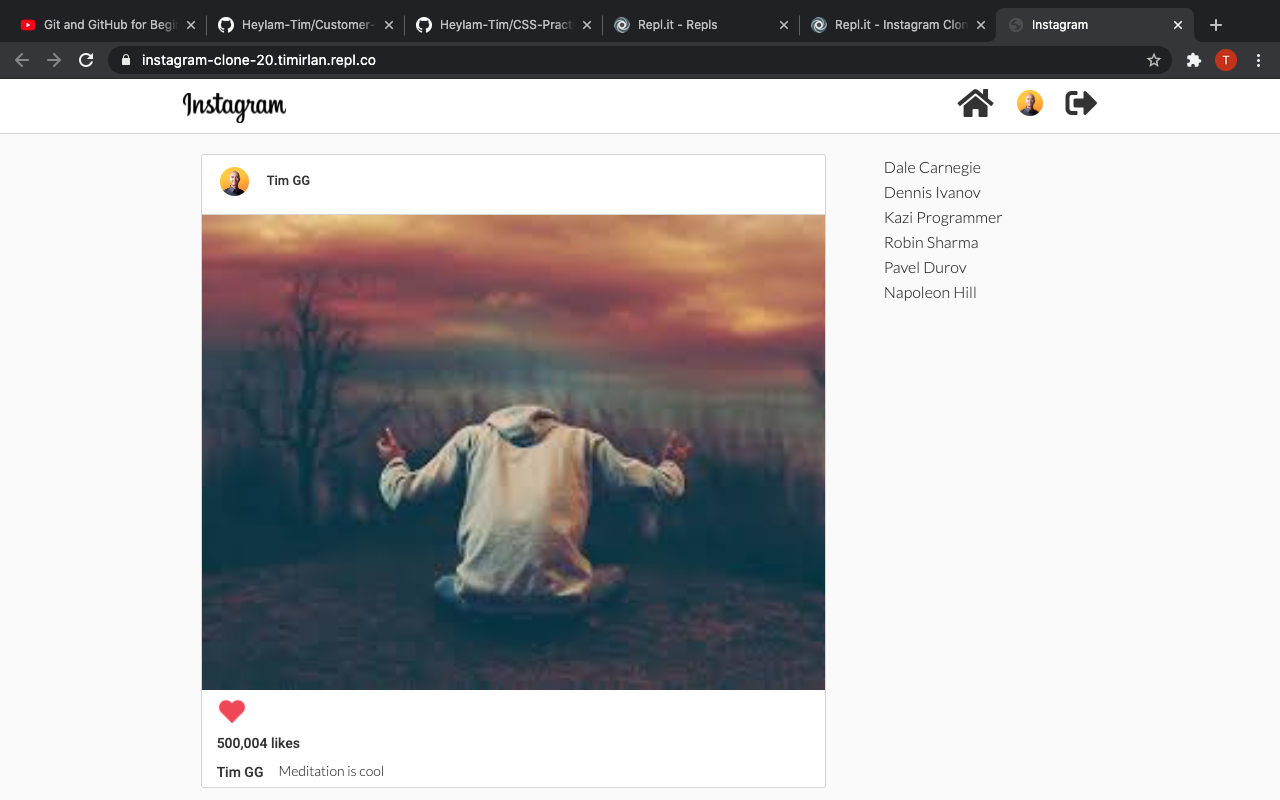 Git and GitHub for Begi
Heylam-Tim/Customer-
Heylam-Tim/CSS-Pract
Repl.it - Repls
Repl.it - Instagram Clon
Instagram
instagram-clone-20.timirlan.repl.co
T
Instagram
Tim GG
500,004 likes
Tim GG Meditation is cool
Dale Carnegie
Dennis Ivanov
Kazi Programmer
Robin Sharma
Pavel Durov
Napoleon Hill